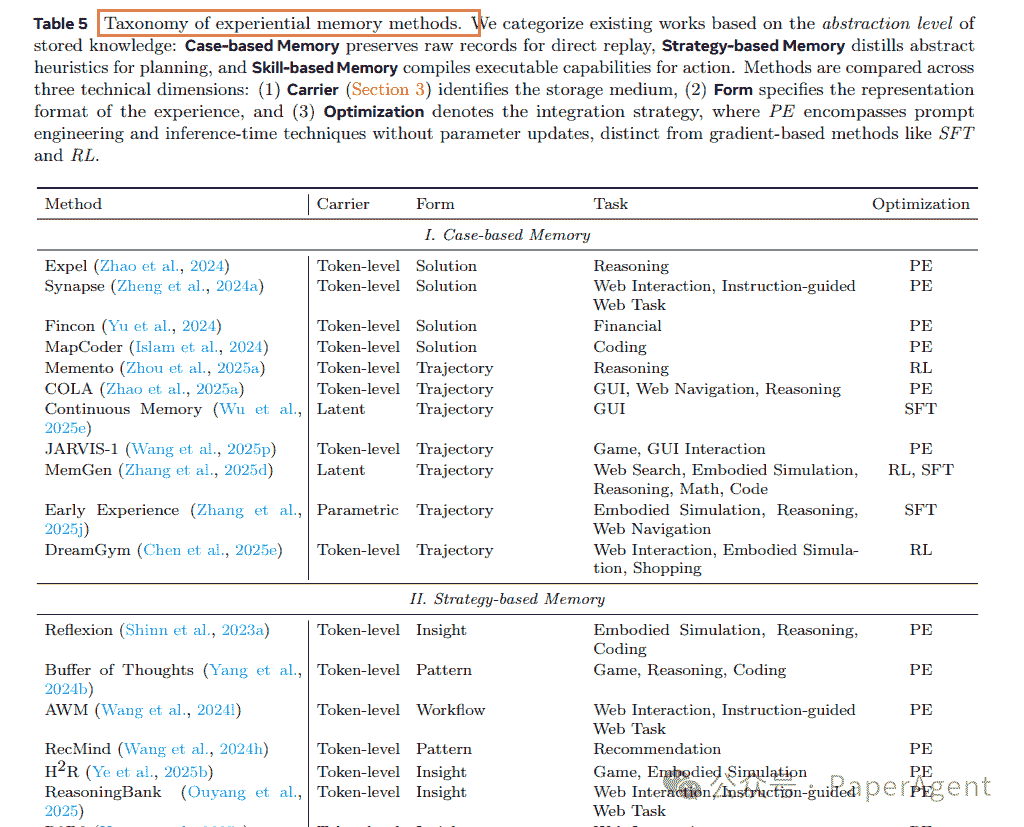 Table 5 Taxonomy of experiential memory methods. We categorize existing works based on the abstraction level of
stored knowledge: Case-based Memory preserves raw records for direct replay, Strategy-based Memory distills abstract
heuristics for planning, and Skill-based Memory compiles executable capabilities for action. Methods are compared across
three technical dimensions: (1) Carrier (Section 3) identifies the storage medium, (2) Form specifies the representation
format of the experience, and (3) Optimization denotes the integration strategy, where PE encompasses prompt
engineering and inference-time techniques without parameter updates, distinct from gradient-based methods like SFT
and RL.
Method Carrier Form Task Optimization
I. Case-based Memory
Expel (Zhao et al., 2024) Token-level Solution Reasoning PE
Synapse (Zheng et al., 2024a) Token-level Solution Web Interaction, Instruction-guided PE
Web Task
Fincon (Yu et al., 2024) Token-level Solution Financial PE
MapCoder (Islam et al., 2024) Token-level Solution Coding PE
Memento (Zhou et al., 2025a) Token-level Trajectory Reasoning RL
COLA (Zhao et al., 2025a) Token-level Trajectory GUI, Web Navigation, Reasoning PE
Continuous Memory (Wu et al., Latent Trajectory GUI SFT
2025e)
JARVIS-1 (Wang et al., 2025p) Token-level Trajectory Game, GUI Interaction PE
MemGen (Zhang et al., 2025d) Latent Trajectory Web Search, Embodied Simulation, RL, SFT
Reasoning, Math, Code
Early Experience (Zhang et al., Parametric Trajectory Embodied Simulation, Reasoning, SFT
2025j) Web Navigation
DreamGym (Chen et al., 2025e) Token-level Trajectory Web Interaction, Embodied Simula- RL
tion, Shopping
II. Strategy-based Memory
Reflexion (Shinn et al., 2023a) Token-level Insight Embodied Simulation, Reasoning, PE
Coding
Buffer of Thoughts (Yang et al., Token-level Pattern Game, Reasoning, Coding PE
2024b)
AWM (Wang et al., 2024l) Token-level Workflow Web Interaction, Instruction-guided PE
Web Task
RecMind (Wang et al., 2024h) Token-level Pattern Recommendation PE
H²R (Ye et al., 2025b) Token-level Insight Game, Embodied Simulation PE
ReasoningBank (Ouyang et al., Token-level Insight Web Interaction, Instruction-guided PE
2025) Web Task
公众号 · PaperAgent